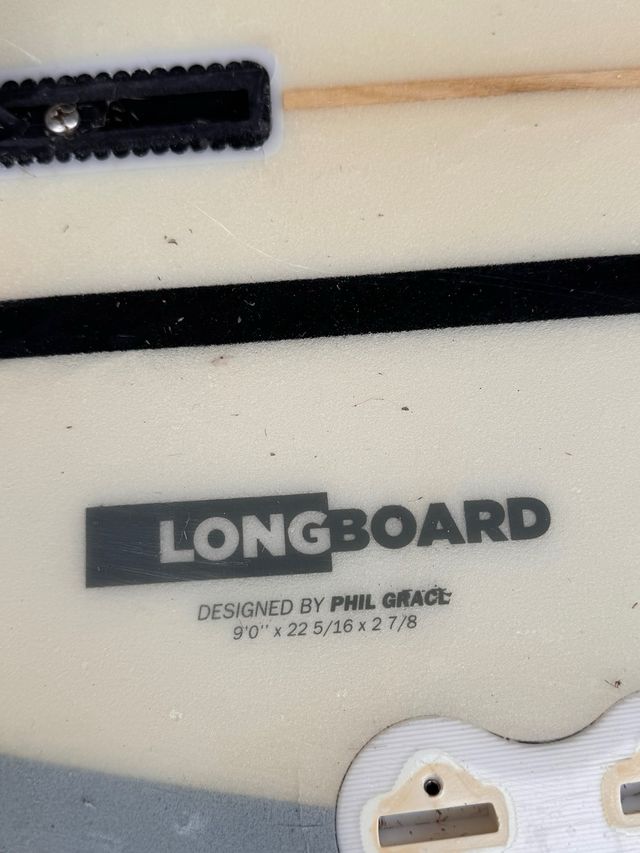 LONGBOARD
DESIGNED BY PHIL GRACE
9'0'' x 22 5/16 x 2 7/8